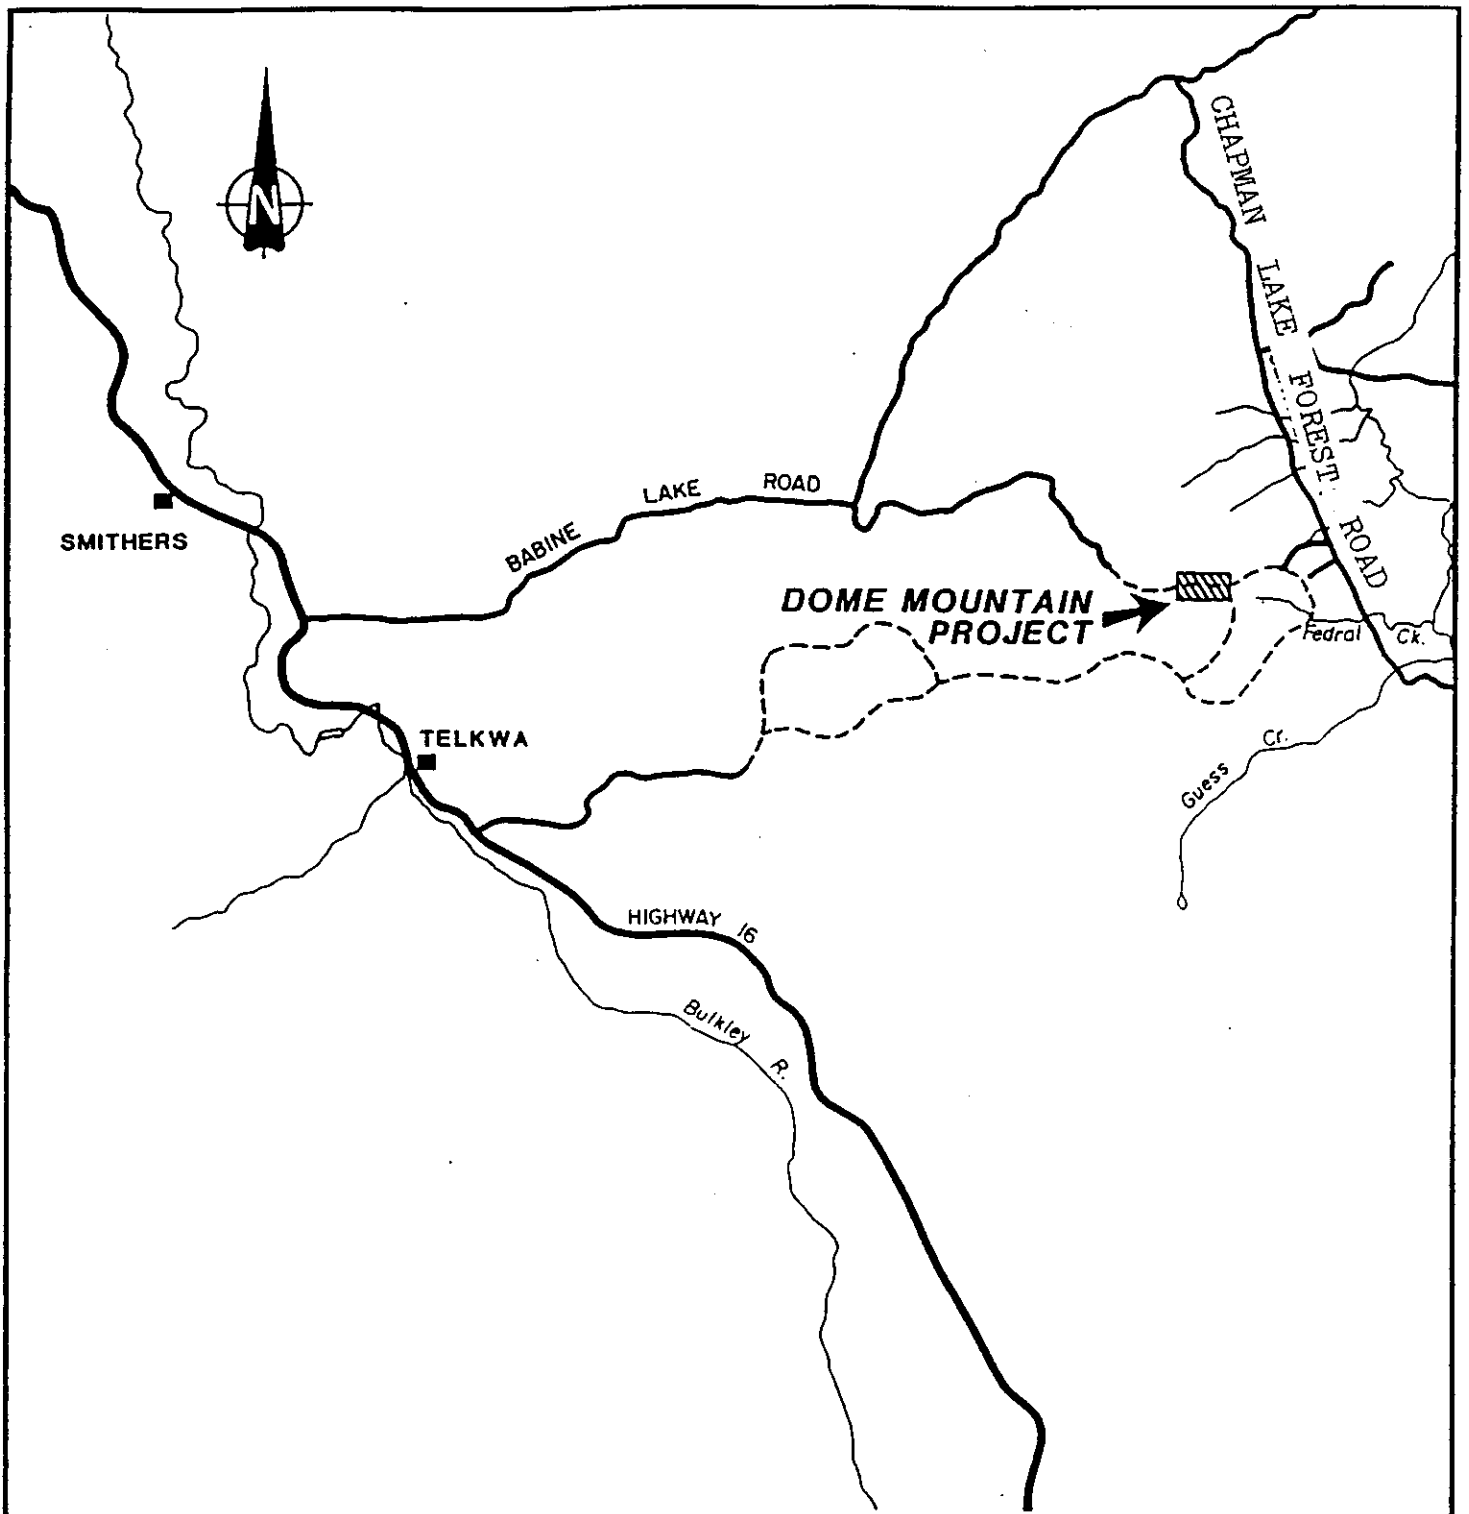 N
CHAPMAN LAKE FOREST ROAD
SMITHERS
BABINE LAKE ROAD
DOME MOUNTAIN
PROJECT
Fedral Ck.
TELKWA
Guess Cr.
HIGHWAY 16
Bulkley R.